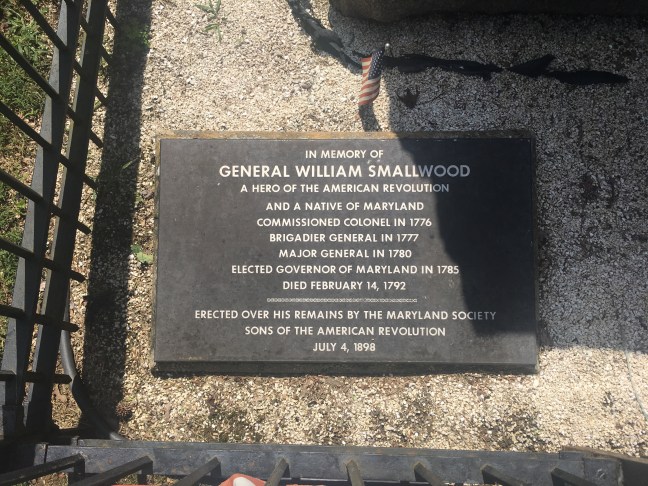 IN MEMORY OF
GENERAL WILLIAM SMALLWOOD
A HERO OF THE AMERICAN REVOLUTION
AND A NATIVE OF MARYLAND
COMMISSIONED COLONEL IN 1776
BRIGADIER GENERAL IN 1777
MAJOR GENERAL IN 1780
ELECTED GOVERNOR OF MARYLAND IN 1785
DIED FEBRUARY 14, 1792
ERECTED OVER HIS REMAINS BY THE MARYLAND SOCIETY
SONS OF THE AMERICAN REVOLUTION
JULY 4, 1898